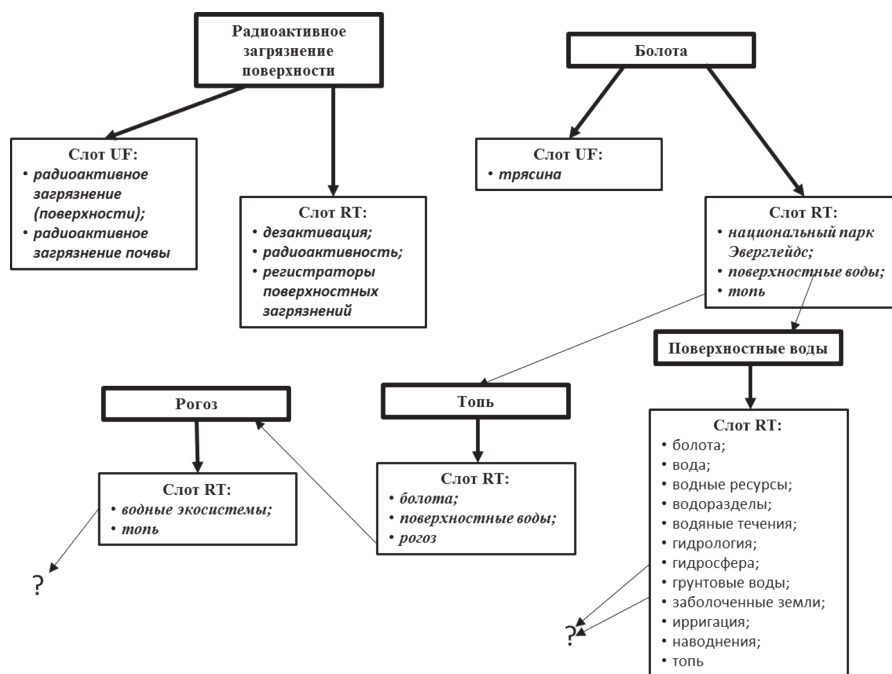 Радиоактивное
загрязнение
поверхности
Болота
Слот UF:
• радиоактивное
загрязнение
(поверхности);
• радиоактивное
загрязнение почвы
Слот RT:
• дезактивация;
• радиоактивность;
• регистраторы
поверхностных
загрязнений
Слот UF:
• трясина
Слот RT:
• национальный парк
Эверглейдс;
• поверхностные воды;
• топь
Поверхностные воды
Рогоз
Топь
Слот RT:
• водные экосистемы;
• топь
?
Слот RT:
• болота;
• поверхностные воды;
• рогоз
Слот RT:
• болота;
• вода;
• водные ресурсы;
• водоразделы;
• водяные течения;
• гидрология;
• гидросфера;
• грунтовые воды;
• заболоченные земли;
• ирригация;
• наводнения;
• топь
?